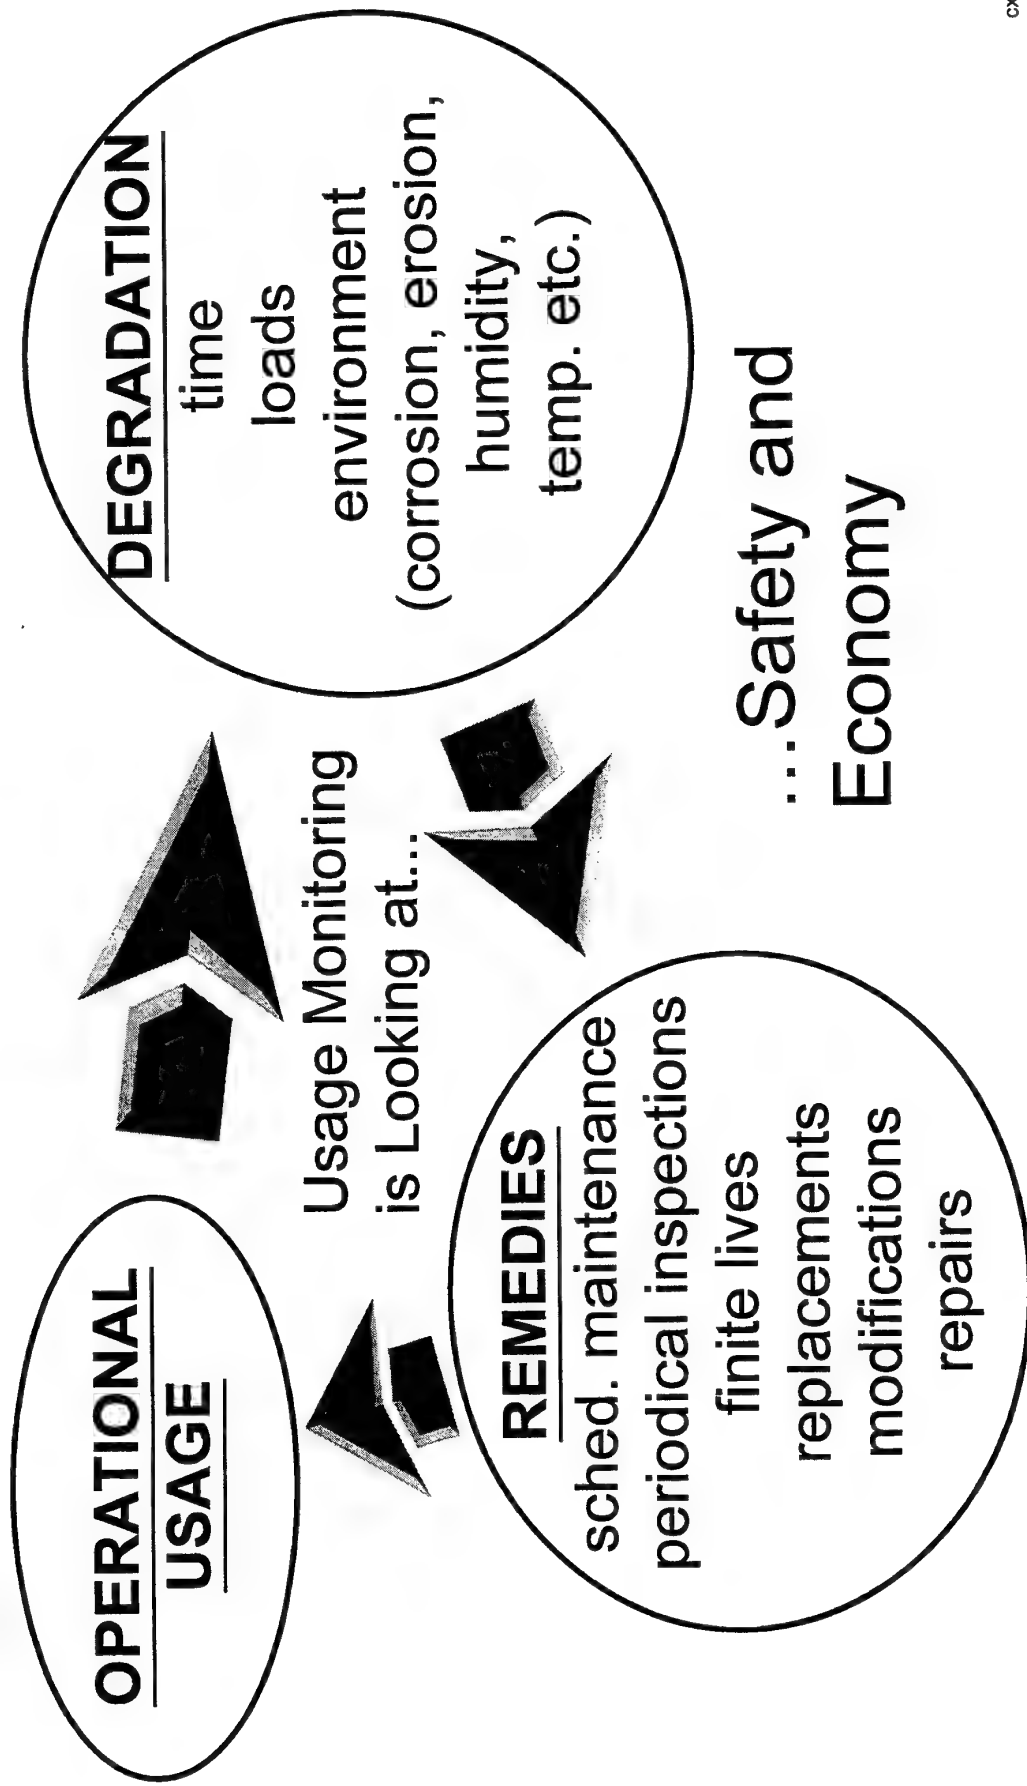 OPERATIONAL
USAGE
DEGRADATION
time
loads
environment
(corrosion, erosion,
humidity,
temp. etc.)
Usage Monitoring
is Looking at....
REMEDIES
sched. maintenance
periodical inspections
finite lives
replacements
modifications
repairs
...Safety and
Economy